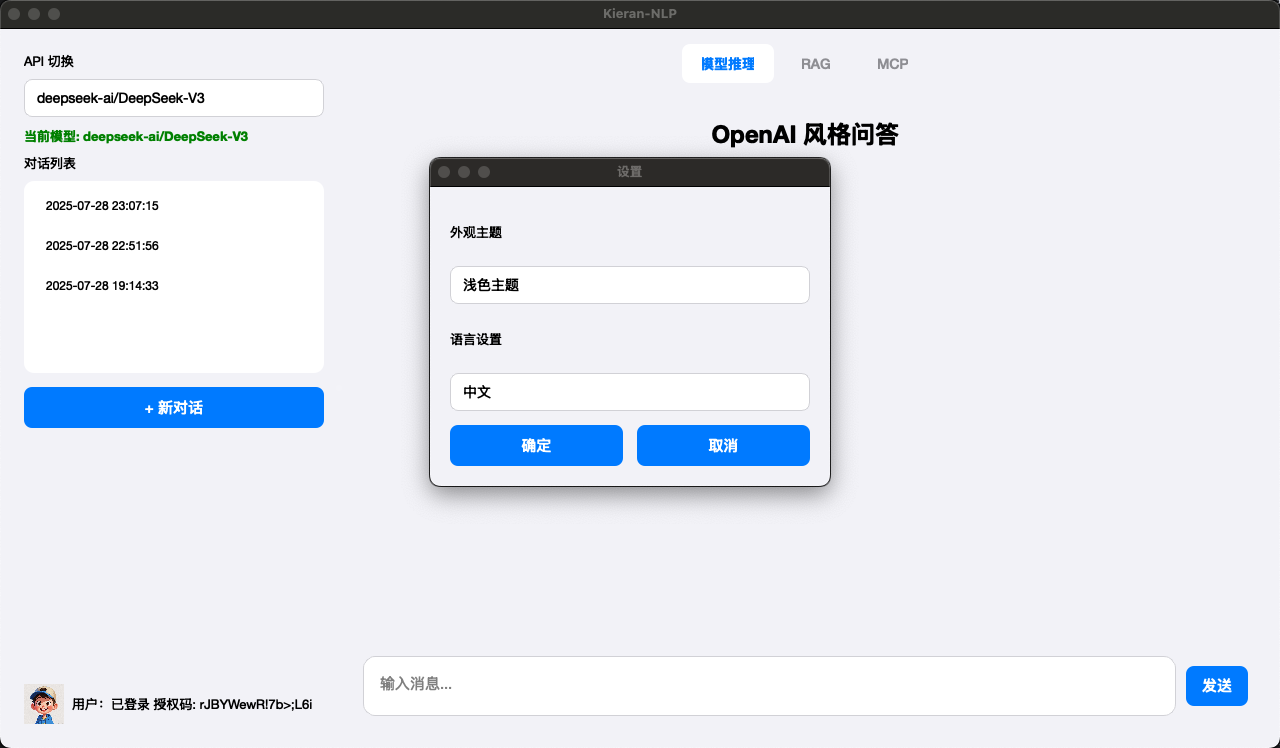 Kieran-NLP
API 切换
deepseek-ai/DeepSeek-V3
当前模型: deepseek-ai/DeepSeek-V3
对话列表
2025-07-28 23:07:15
2025-07-28 22:51:56
2025-07-28 19:14:33
+ 新对话
用户：已登录 授权码: rJBYWewR!7b>;L6i
模型推理
RAG
MCP
OpenAI 风格问答
设置
外观主题
浅色主题
语言设置
中文
确定
取消
输入消息...
发送